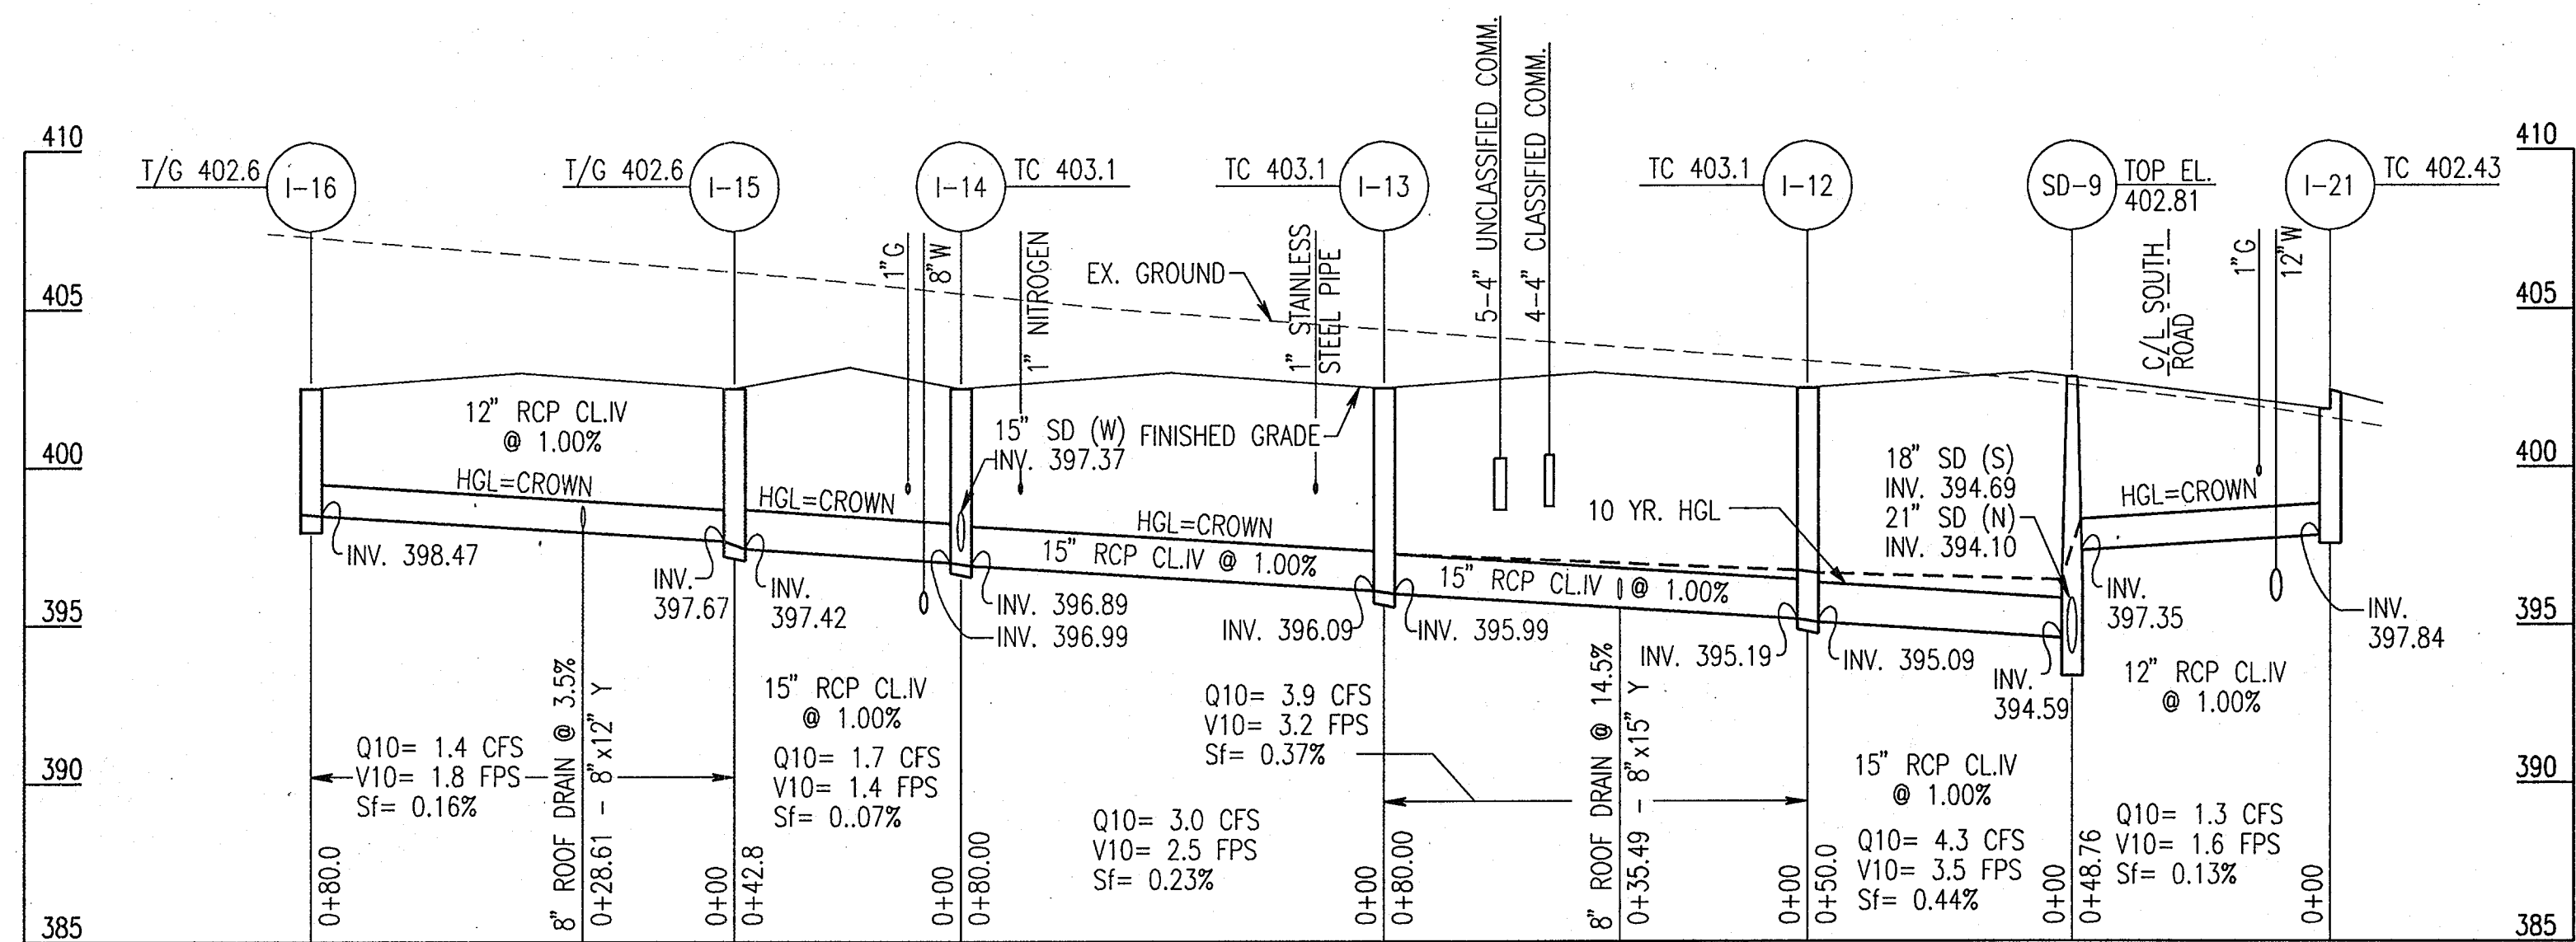 5-4" UNCLASSIFIED COMM.
4-4" CLASSIFIED COMM.
410
410
T/G 402.6
I-16
T/G 402.6
I-15
I-14
TC 403.1
TC 403.1
I-13
TC 403.1
I-12
SD-9
TOP EL.
402.81
I-21
TC 402.43
1"G
8"W
1" NITROGEN
EX. GROUND
1" STAINLESS
STEEL PIPE
C/L SOUTH
ROAD
1"G
12"W
405
405
12" RCP CL.IV
@ 1.00%
15" SD (W)
INV. 397.37
FINISHED GRADE
18" SD (S)
INV. 394.69
21" SD (N)
INV. 394.10
400
400
HGL=CROWN
HGL=CROWN
HGL=CROWN
10 YR. HGL
HGL=CROWN
INV. 398.47
INV.
397.67
INV.
397.42
15" RCP CL.IV @ 1.00%
INV. 396.89
INV. 396.99
15" RCP CL.IV @ 1.00%
INV. 396.09
INV. 395.99
INV. 395.19
INV. 395.09
INV.
394.59
INV.
397.35
INV.
397.84
395
395
8" ROOF DRAIN @ 3.5%
0+28.61 - 8"x12" Y
15" RCP CL.IV
@ 1.00%
Q10= 3.9 CFS
V10= 3.2 FPS
Sf= 0.37%
8" ROOF DRAIN @ 14.5%
0+35.49 - 8"x15" Y
12" RCP CL.IV
@ 1.00%
Q10= 1.4 CFS
V10= 1.8 FPS
Sf= 0.16%
Q10= 1.7 CFS
V10= 1.4 FPS
Sf= 0..07%
15" RCP CL.IV
@ 1.00%
390
390
Q10= 3.0 CFS
V10= 2.5 FPS
Sf= 0.23%
Q10= 4.3 CFS
V10= 3.5 FPS
Sf= 0.44%
Q10= 1.3 CFS
V10= 1.6 FPS
Sf= 0.13%
0+80.0
0+00
0+42.8
0+00
0+80.00
0+00
0+80.00
0+00
0+50.0
0+00
0+48.76
0+00
385
385